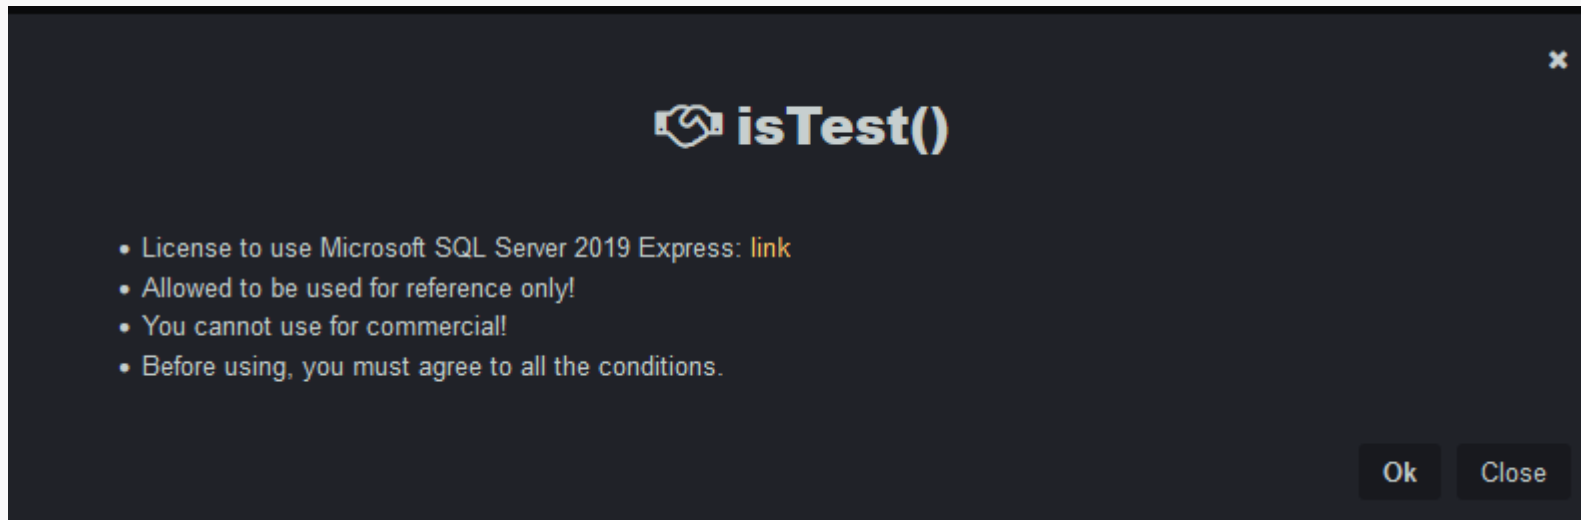 isTest()
License to use Microsoft SQL Server 2019 Express: link
Allowed to be used for reference only!
You cannot use for commercial!
Before using, you must agree to all the conditions.
Ok Close